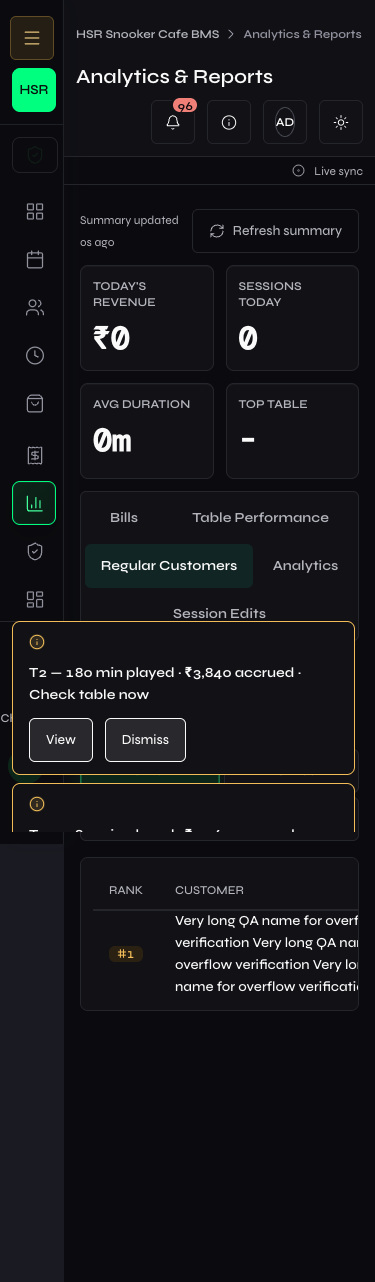 HSR Snooker Cafe BMS > Analytics & Reports
HSR
Analytics & Reports
96
AD
Live sync
Summary updated
0s ago
Refresh summary
TODAY'S
REVENUE
₹0
SESSIONS
TODAY
0
AVG DURATION
0m
TOP TABLE
-
Bills
Table Performance
Regular Customers
Analytics
Session Edits
T2 — 180 min played · ₹3,840 accrued ·
Check table now
View
Dismiss
RANK
CUSTOMER
#1
Very long QA name for overf
verification Very long QA nam
overflow verification Very lo
name for overflow verificatio